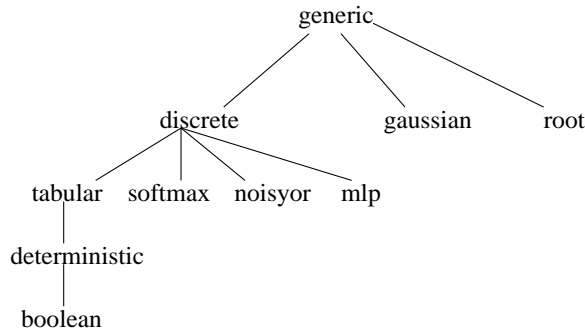 generic
discrete gaussian root
tabular softmax noisyor mlp
deterministic
boolean